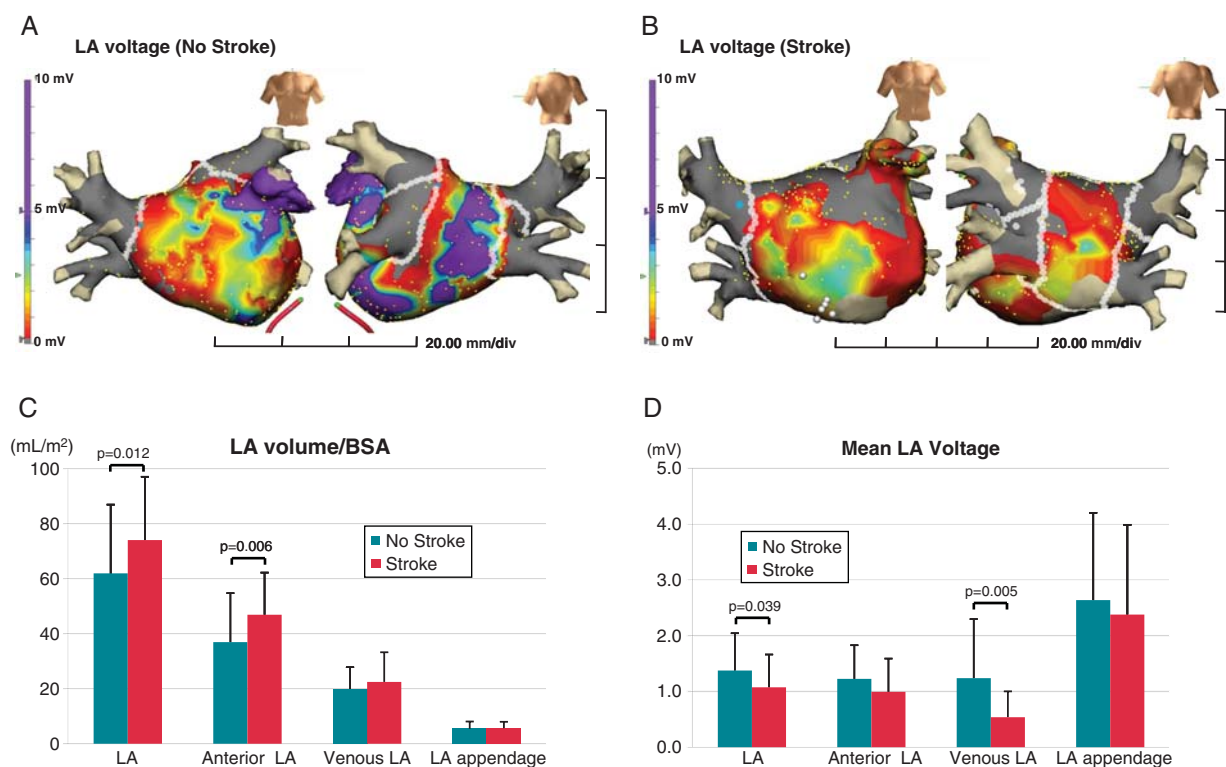 A
LA voltage (No Stroke)
10 mV
5 mV
0 mV
20.00 mm/div
B
LA voltage (Stroke)
10 mV
5 mV
0 mV
20.00 mm/div
C
(mL/m²)
LA volume/BSA
p=0.012
100
80
60
40
20
0
p=0.006
No Stroke
Stroke
LA
Anterior LA
Venous LA
LA appendage
D
(mV)
Mean LA Voltage
5.0
4.0
3.0
2.0
1.0
0.0
No Stroke
Stroke
p=0.039
p=0.005
LA
Anterior LA
Venous LA
LA appendage